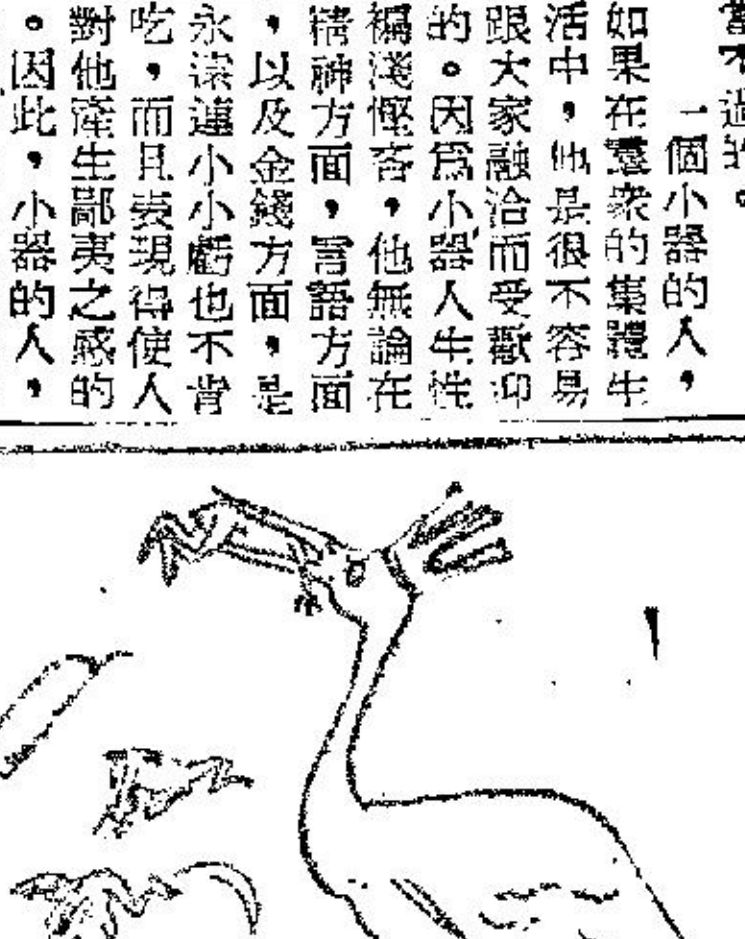 當不過的。
一個小器的人，
如果在羣衆的集體生
活中，他是很不容易
跟大家融洽而受歡迎
的。因爲小器人生性
褊淺慳吝，他無論在
精神方面，言語方面
，以及金錢方面，是
永遠連小小虧也不肯
吃，而且表現得使人
對他產生鄙夷之感的
。因此，小器的人，